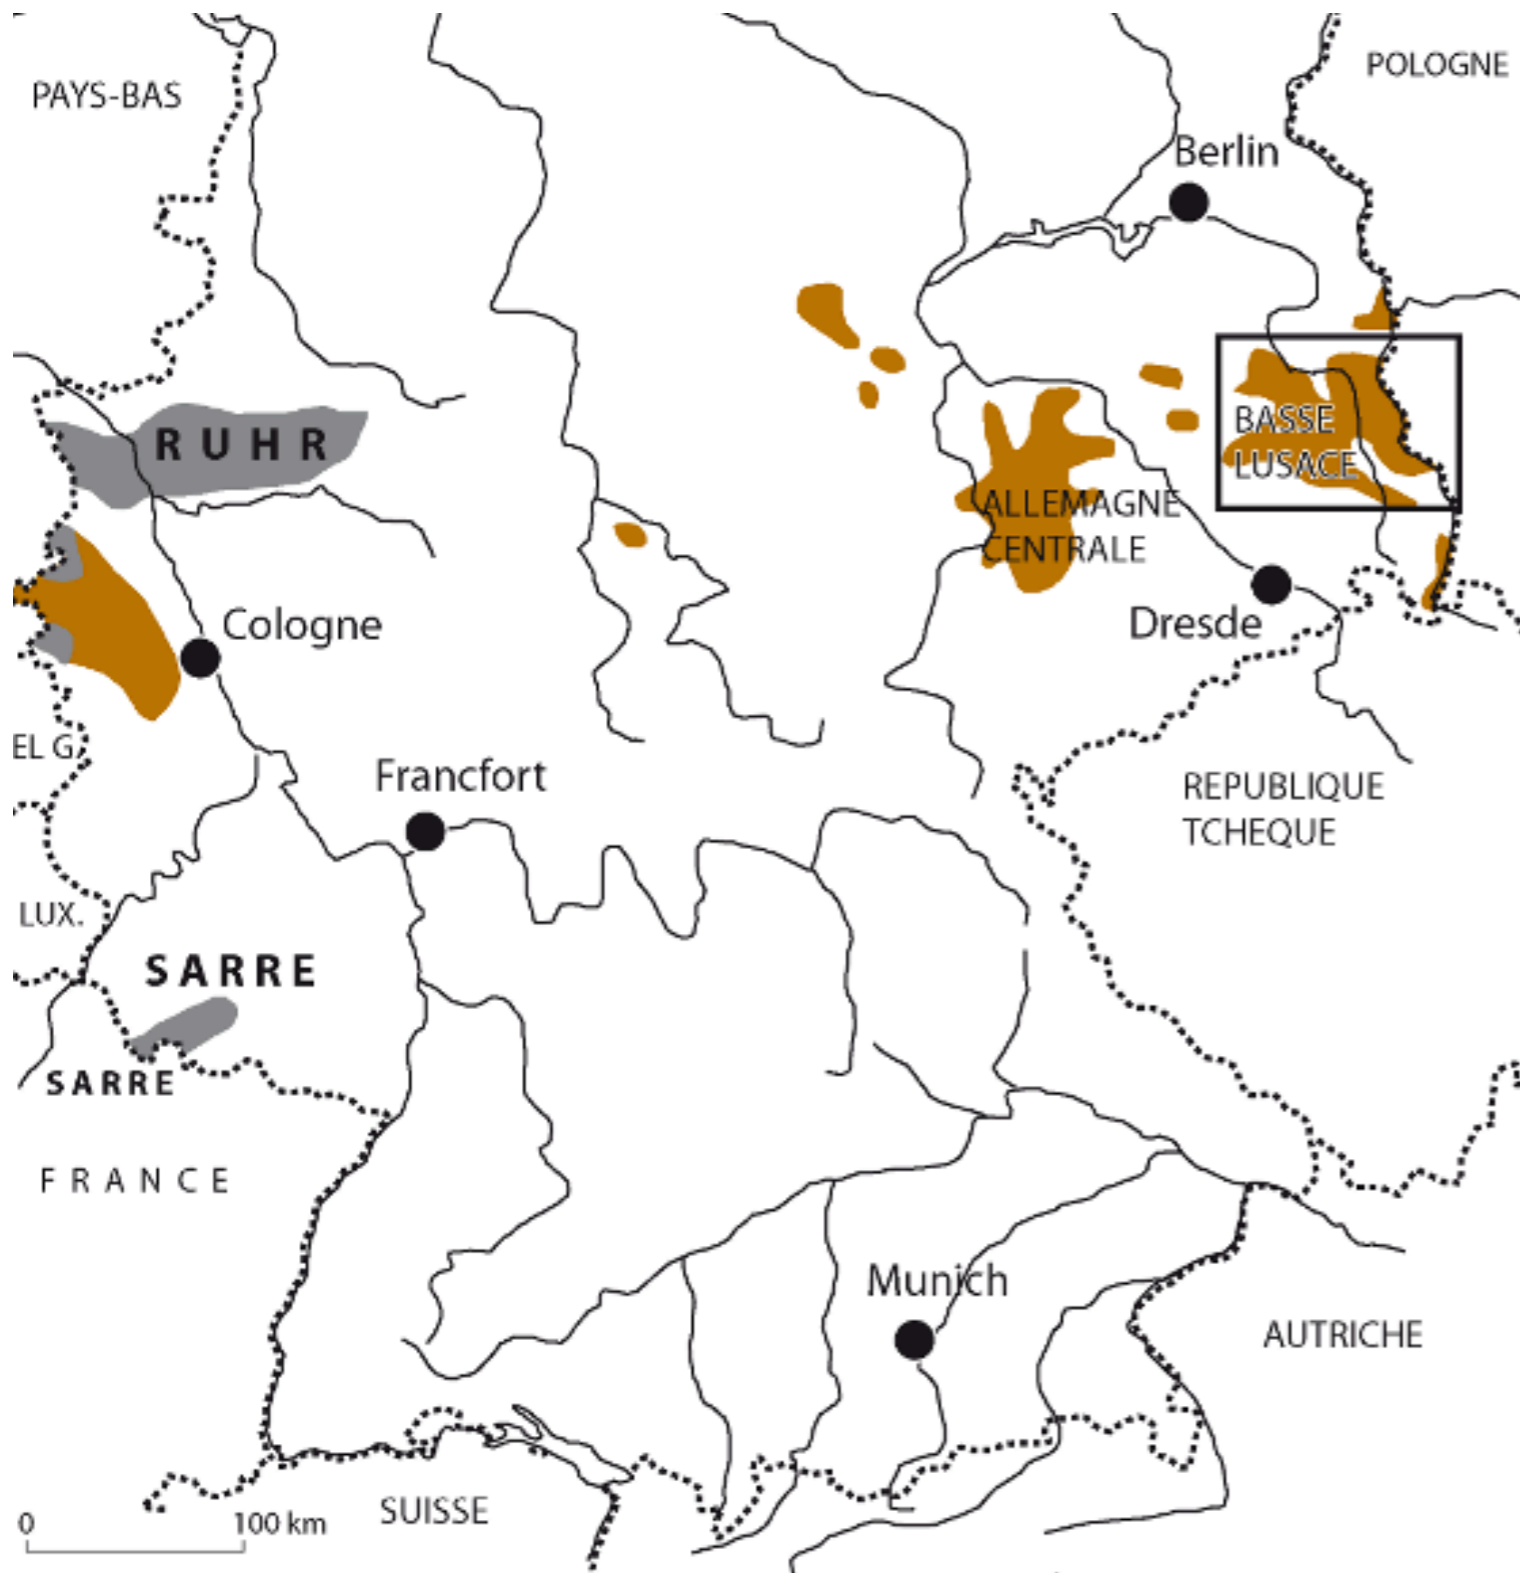 POLOGNE
PAYS-BAS
Berlin
BASSE
LUSACE
RUHR
ALLEMAGNE
CENTRALE
Cologne
Dresde
EL G.
Francfort
REPUBLIQUE
TCHEQUE
LUX.
SARRE
SARRE
FRANCE
Munich
AUTRICHE
SUISSE
0 100 km